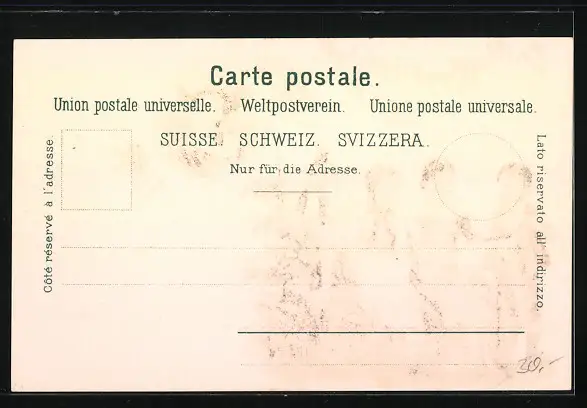 Carte postale.
Union postale universelle. Weltpostverein. Unione postale universale.
SUISSE. SCHWEIZ. SVIZZERA.
Nur für die Adresse.
Côté réservé à l'adresse.
Lato riservato all' indirizzo.
30,-